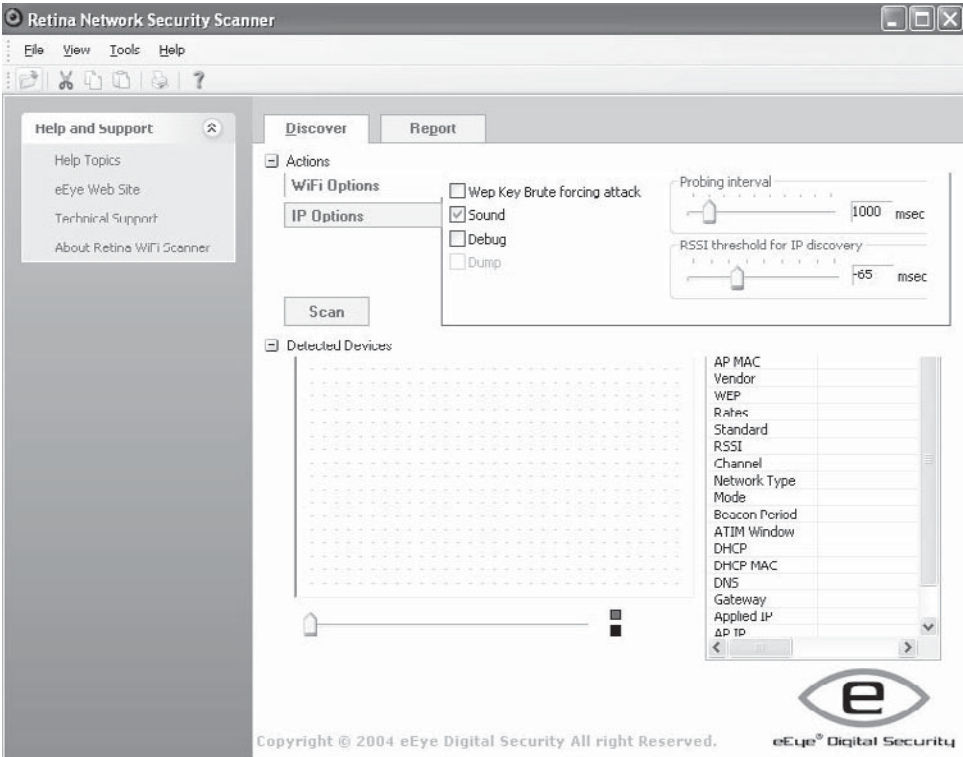 Retina Network Security Scanner
File View Tools Help
Help and Support
Help Topics
eEye Web Site
Technical Support
About Retina WiFi Scanner
Discover Report
Actions
WiFi Options
IP Options
Wep Key Brute forcing attack
Sound
Debug
Dump
Probing interval
1000 msec
RSSI threshold for IP discovery
-65 msec
Scan
Detected Devices
AP MAC
Vendor
WEP
Rates
Standard
RSSI
Channel
Network Type
Mode
Beacon Period
ATIM Window
DHCP
DHCP MAC
DNS
Gateway
Applied IP
AP IP
e
eEye® Digital Security
Copyright © 2004 eEye Digital Security All right Reserved.